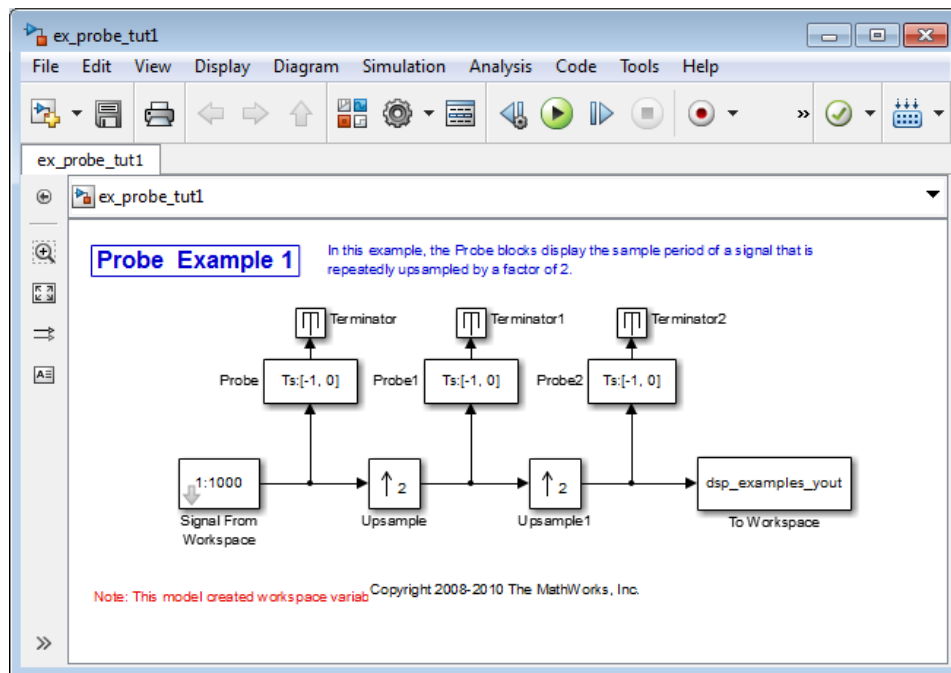 ex_probe_tut1
File Edit View Display Diagram Simulation Analysis Code Tools Help
»
ex_probe_tut1
ex_probe_tut1
Probe Example 1
In this example, the Probe blocks display the sample period of a signal that is
repeatedly upsampled by a factor of 2.
Terminator Terminator1 Terminator2
Probe Ts:[-1, 0] Probe1 Ts:[-1, 0] Probe2 Ts:[-1, 0]
1:1000 2 2 dsp_examples_yout
Signal From Upsample Upsample1 To Workspace
Workspace
Note: This model created workspace variab Copyright 2008-2010 The MathWorks, Inc.